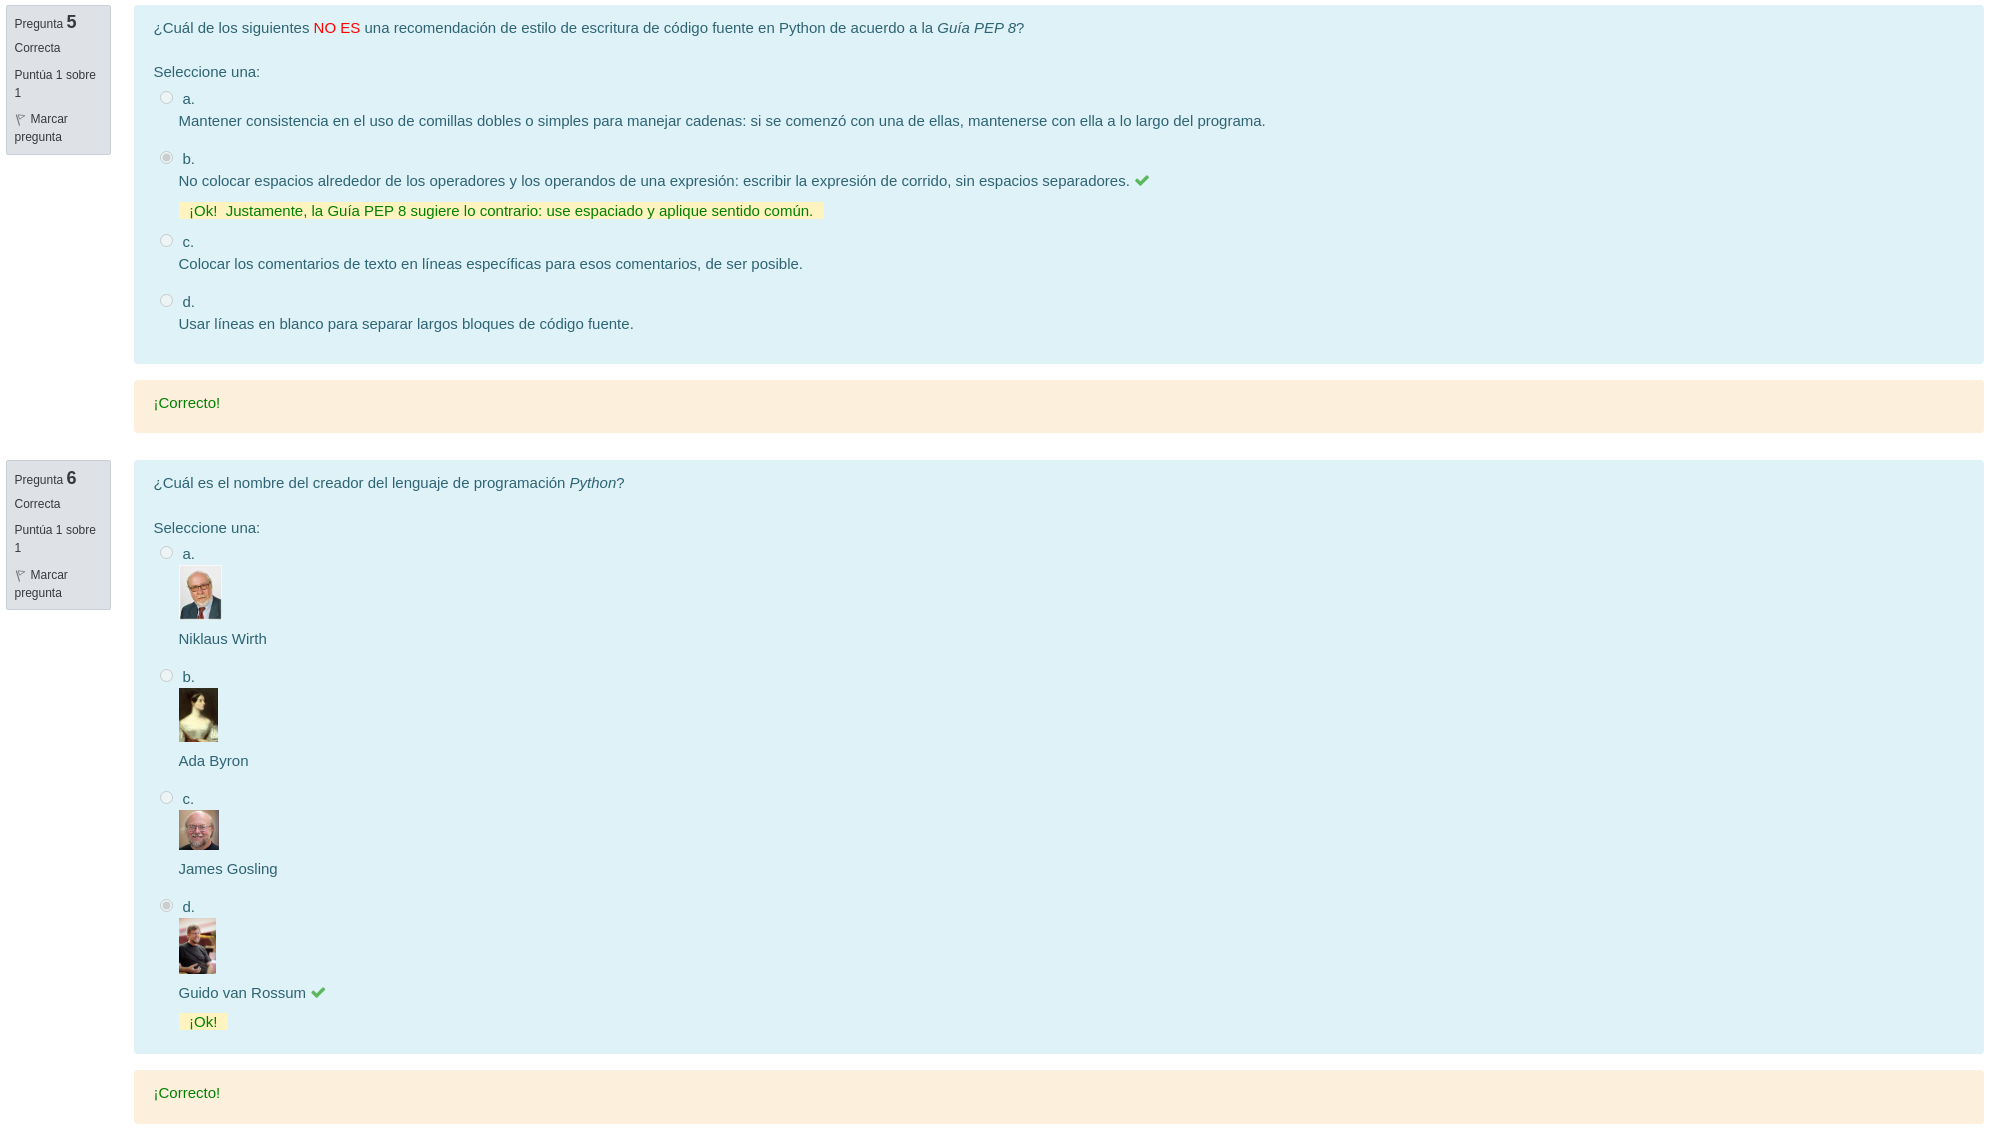 Pregunta 5
Correcta
Puntúa 1 sobre
1
Marcar
pregunta
¿Cuál de los siguientes NO ES una recomendación de estilo de escritura de código fuente en Python de acuerdo a la Guía PEP 8?
Seleccione una:
a.
Mantener consistencia en el uso de comillas dobles o simples para manejar cadenas: si se comenzó con una de ellas, mantenerse con ella a lo largo del programa.
b.
No colocar espacios alrededor de los operadores y los operandos de una expresión: escribir la expresión de corrido, sin espacios separadores.
¡Ok!  Justamente, la Guía PEP 8 sugiere lo contrario: use espaciado y aplique sentido común.
c.
Colocar los comentarios de texto en líneas específicas para esos comentarios, de ser posible.
d.
Usar líneas en blanco para separar largos bloques de código fuente.
¡Correcto!
Pregunta 6
Correcta
Puntúa 1 sobre
1
Marcar
pregunta
¿Cuál es el nombre del creador del lenguaje de programación Python?
Seleccione una:
a.
Niklaus Wirth
b.
Ada Byron
c.
James Gosling
d.
Guido van Rossum
¡Ok!
¡Correcto!